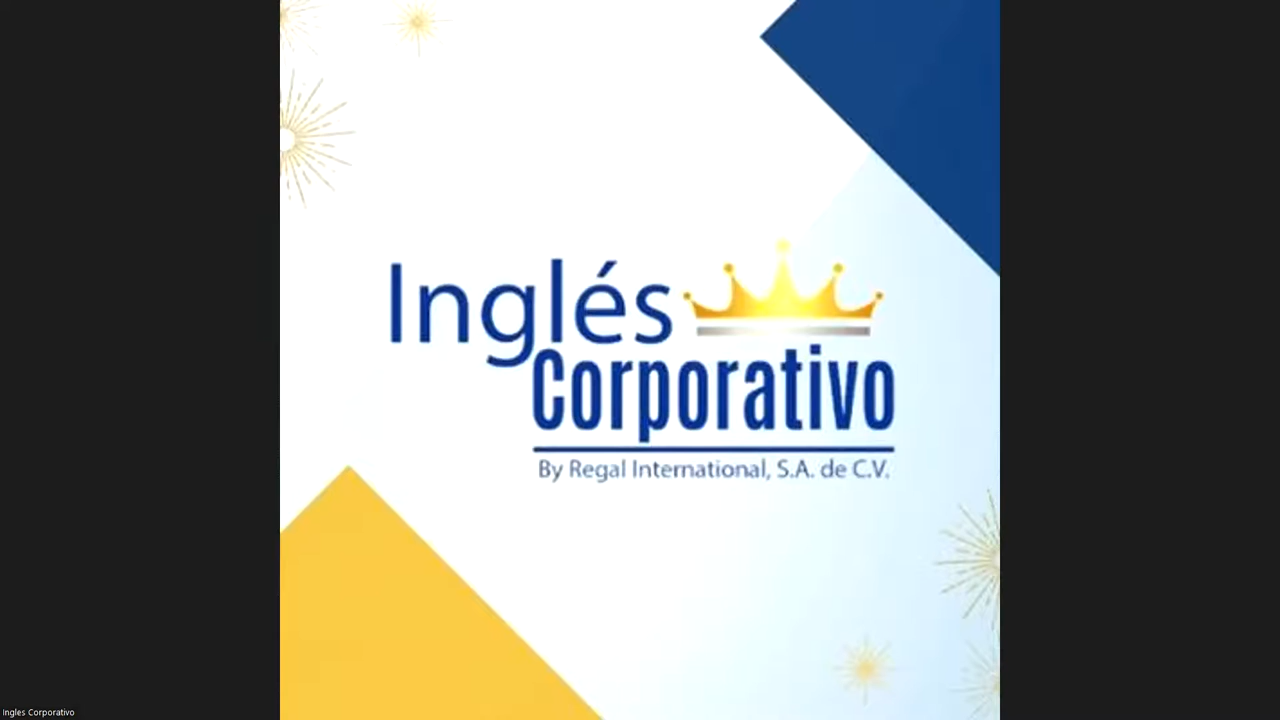 Inglés
Corporativo
By Regal International, S.A. de C.V.
Ingles Corporativo